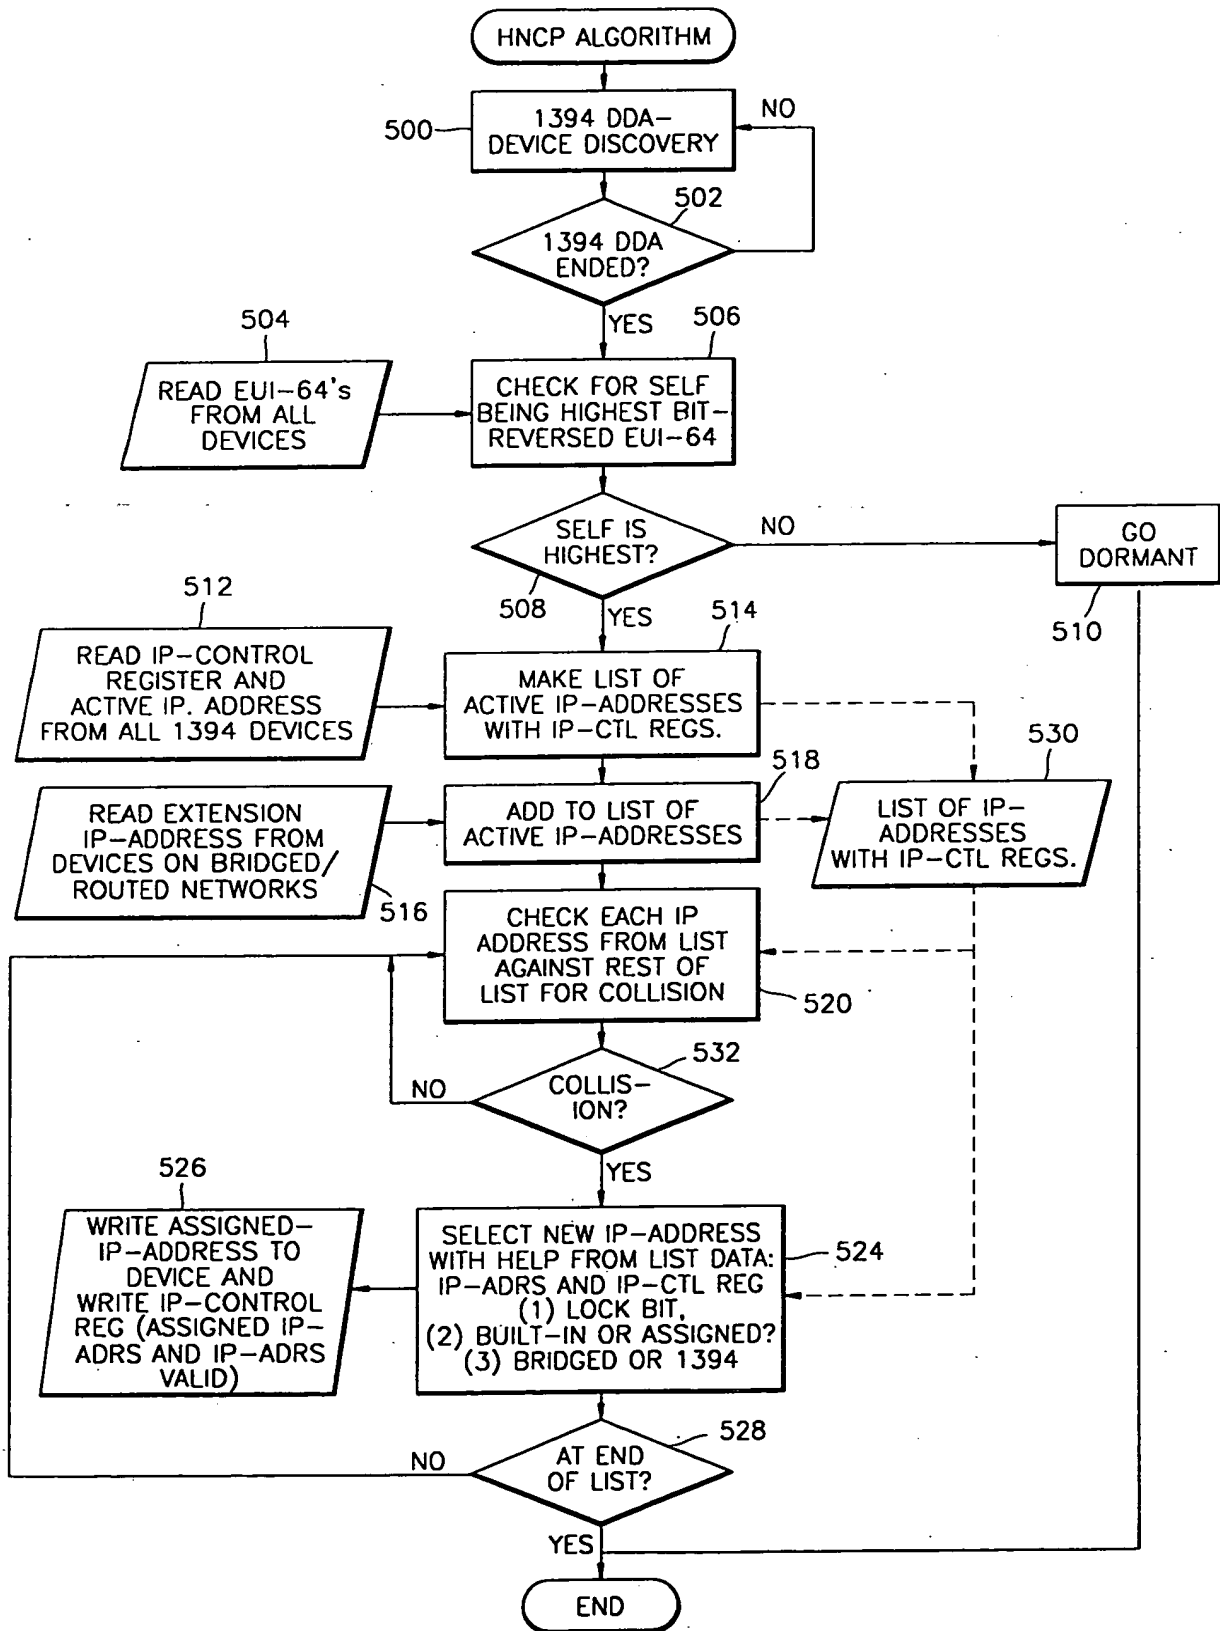 HNCP ALGORITHM
500
1394 DDA-
DEVICE DISCOVERY
NO
502
1394 DDA
ENDED?
YES
504
READ EUI-64's
FROM ALL
DEVICES
506
CHECK FOR SELF
BEING HIGHEST BIT-
REVERSED EUI-64
SELF IS
HIGHEST?
508
NO
GO
DORMANT
510
YES
512
READ IP-CONTROL
REGISTER AND
ACTIVE IP. ADDRESS
FROM ALL 1394 DEVICES
514
MAKE LIST OF
ACTIVE IP-ADDRESSES
WITH IP-CTL REGS.
READ EXTENSION
IP-ADDRESS FROM
DEVICES ON BRIDGED/
ROUTED NETWORKS
516
518
ADD TO LIST OF
ACTIVE IP-ADDRESSES
530
LIST OF IP-
ADDRESSES
WITH IP-CTL REGS.
CHECK EACH IP
ADDRESS FROM LIST
AGAINST REST OF
LIST FOR COLLISION
520
532
COLLIS-
ION?
NO
YES
526
WRITE ASSIGNED-
IP-ADDRESS TO
DEVICE AND
WRITE IP-CONTROL
REG (ASSIGNED IP-
ADRS AND IP-ADRS
VALID)
SELECT NEW IP-ADDRESS
WITH HELP FROM LIST DATA:
IP-ADRS AND IP-CTL REG
(1) LOCK BIT,
(2) BUILT-IN OR ASSIGNED?
(3) BRIDGED OR 1394
524
528
AT END
OF LIST?
NO
YES
END